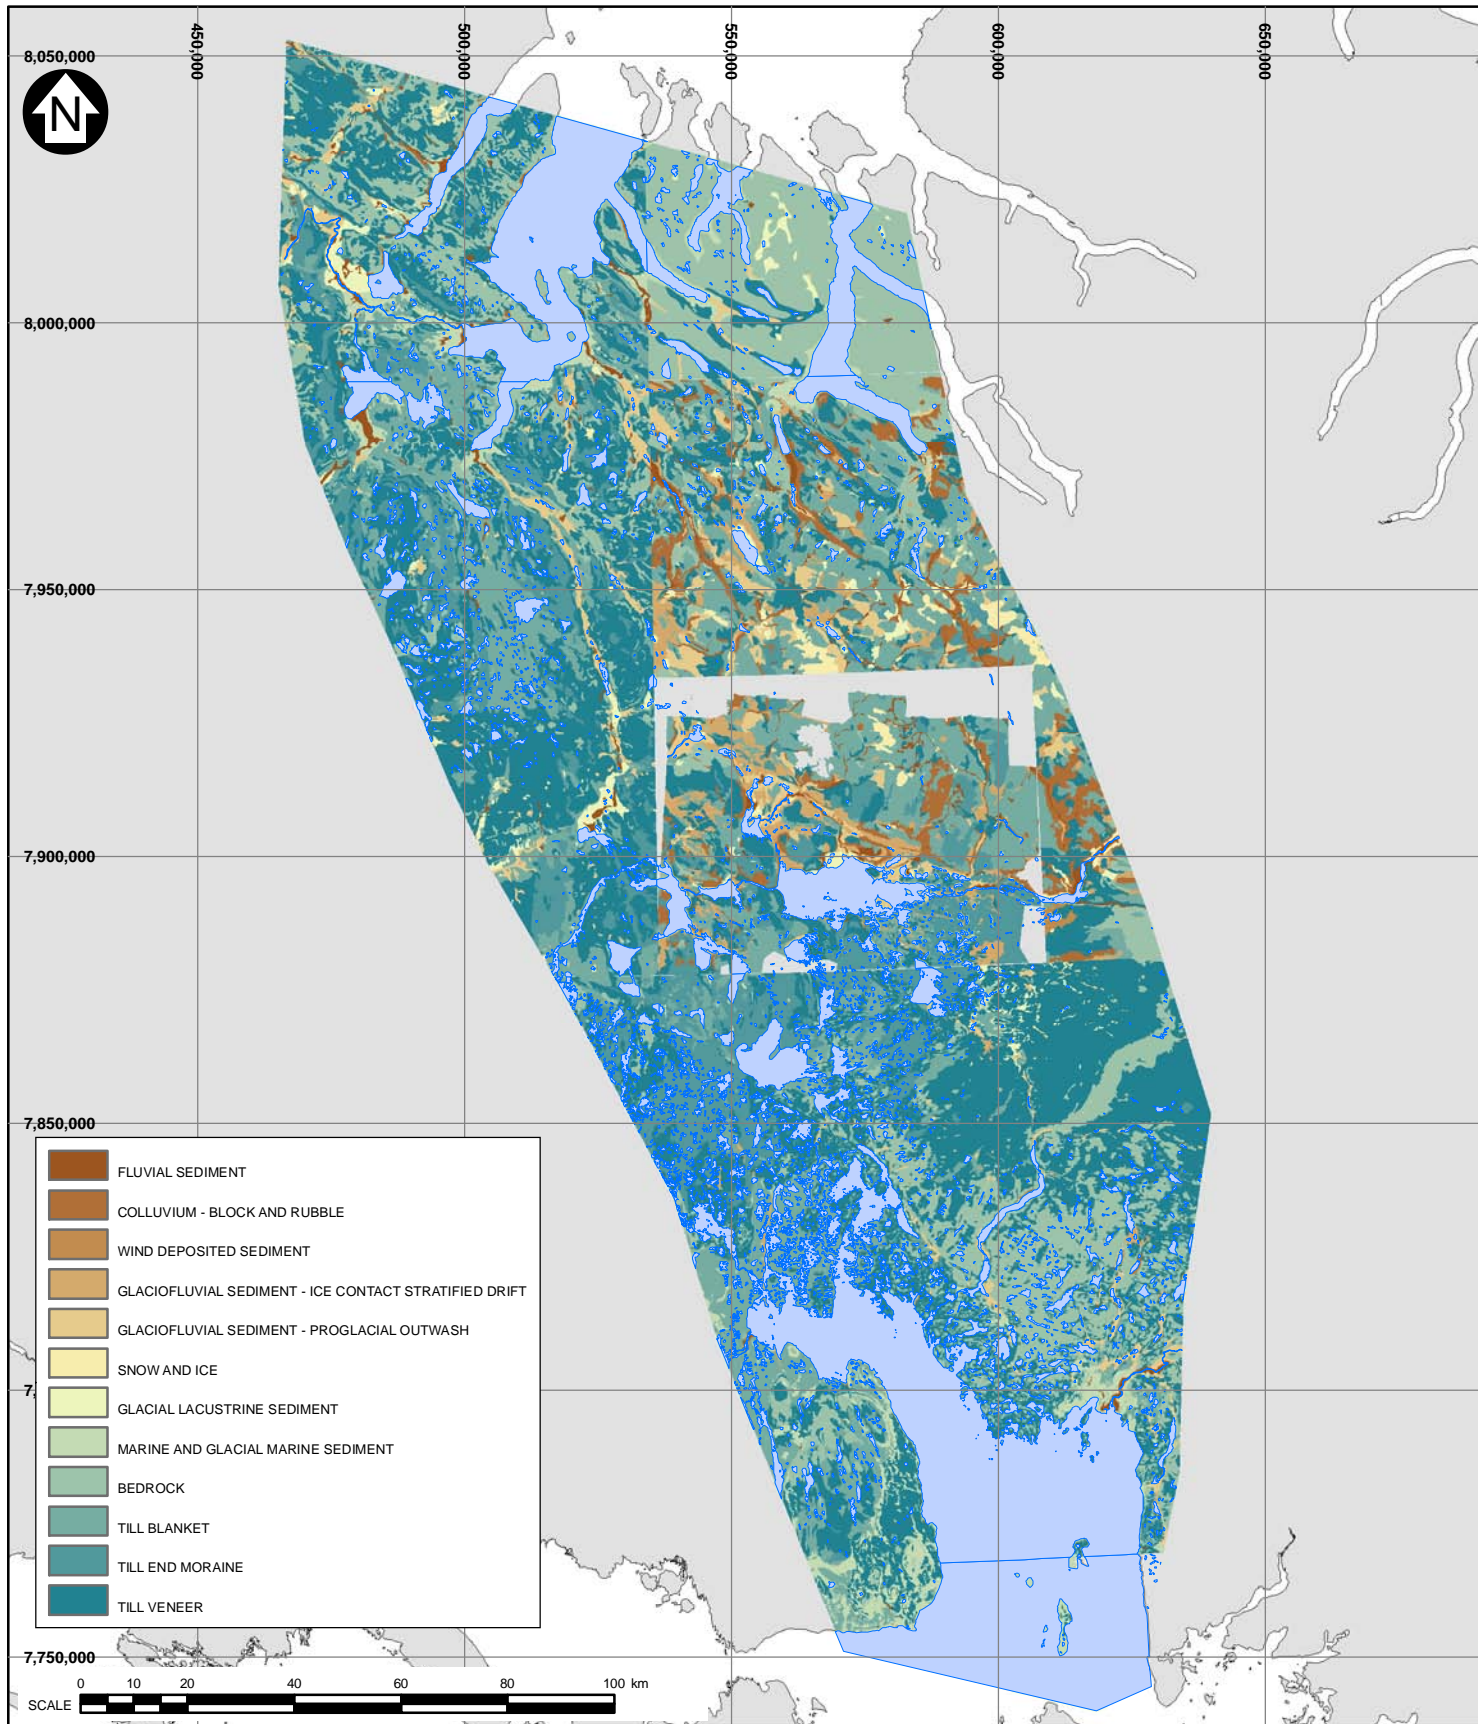 450,000
500,000
550,000
600,000
650,000
8,050,000
N
8,000,000
7,950,000
7,900,000
7,850,000
FLUVIAL SEDIMENT
COLLUVIUM - BLOCK AND RUBBLE
WIND DEPOSITED SEDIMENT
GLACIOFLUVIAL SEDIMENT - ICE CONTACT STRATIFIED DRIFT
GLACIOFLUVIAL SEDIMENT - PROGLACIAL OUTWASH
SNOW AND ICE
7,
GLACIAL LACUSTRINE SEDIMENT
MARINE AND GLACIAL MARINE SEDIMENT
BEDROCK
TILL BLANKET
TILL END MORAINE
TILL VENEER
7,750,000
0 10 20 40 60 80 100 km
SCALE